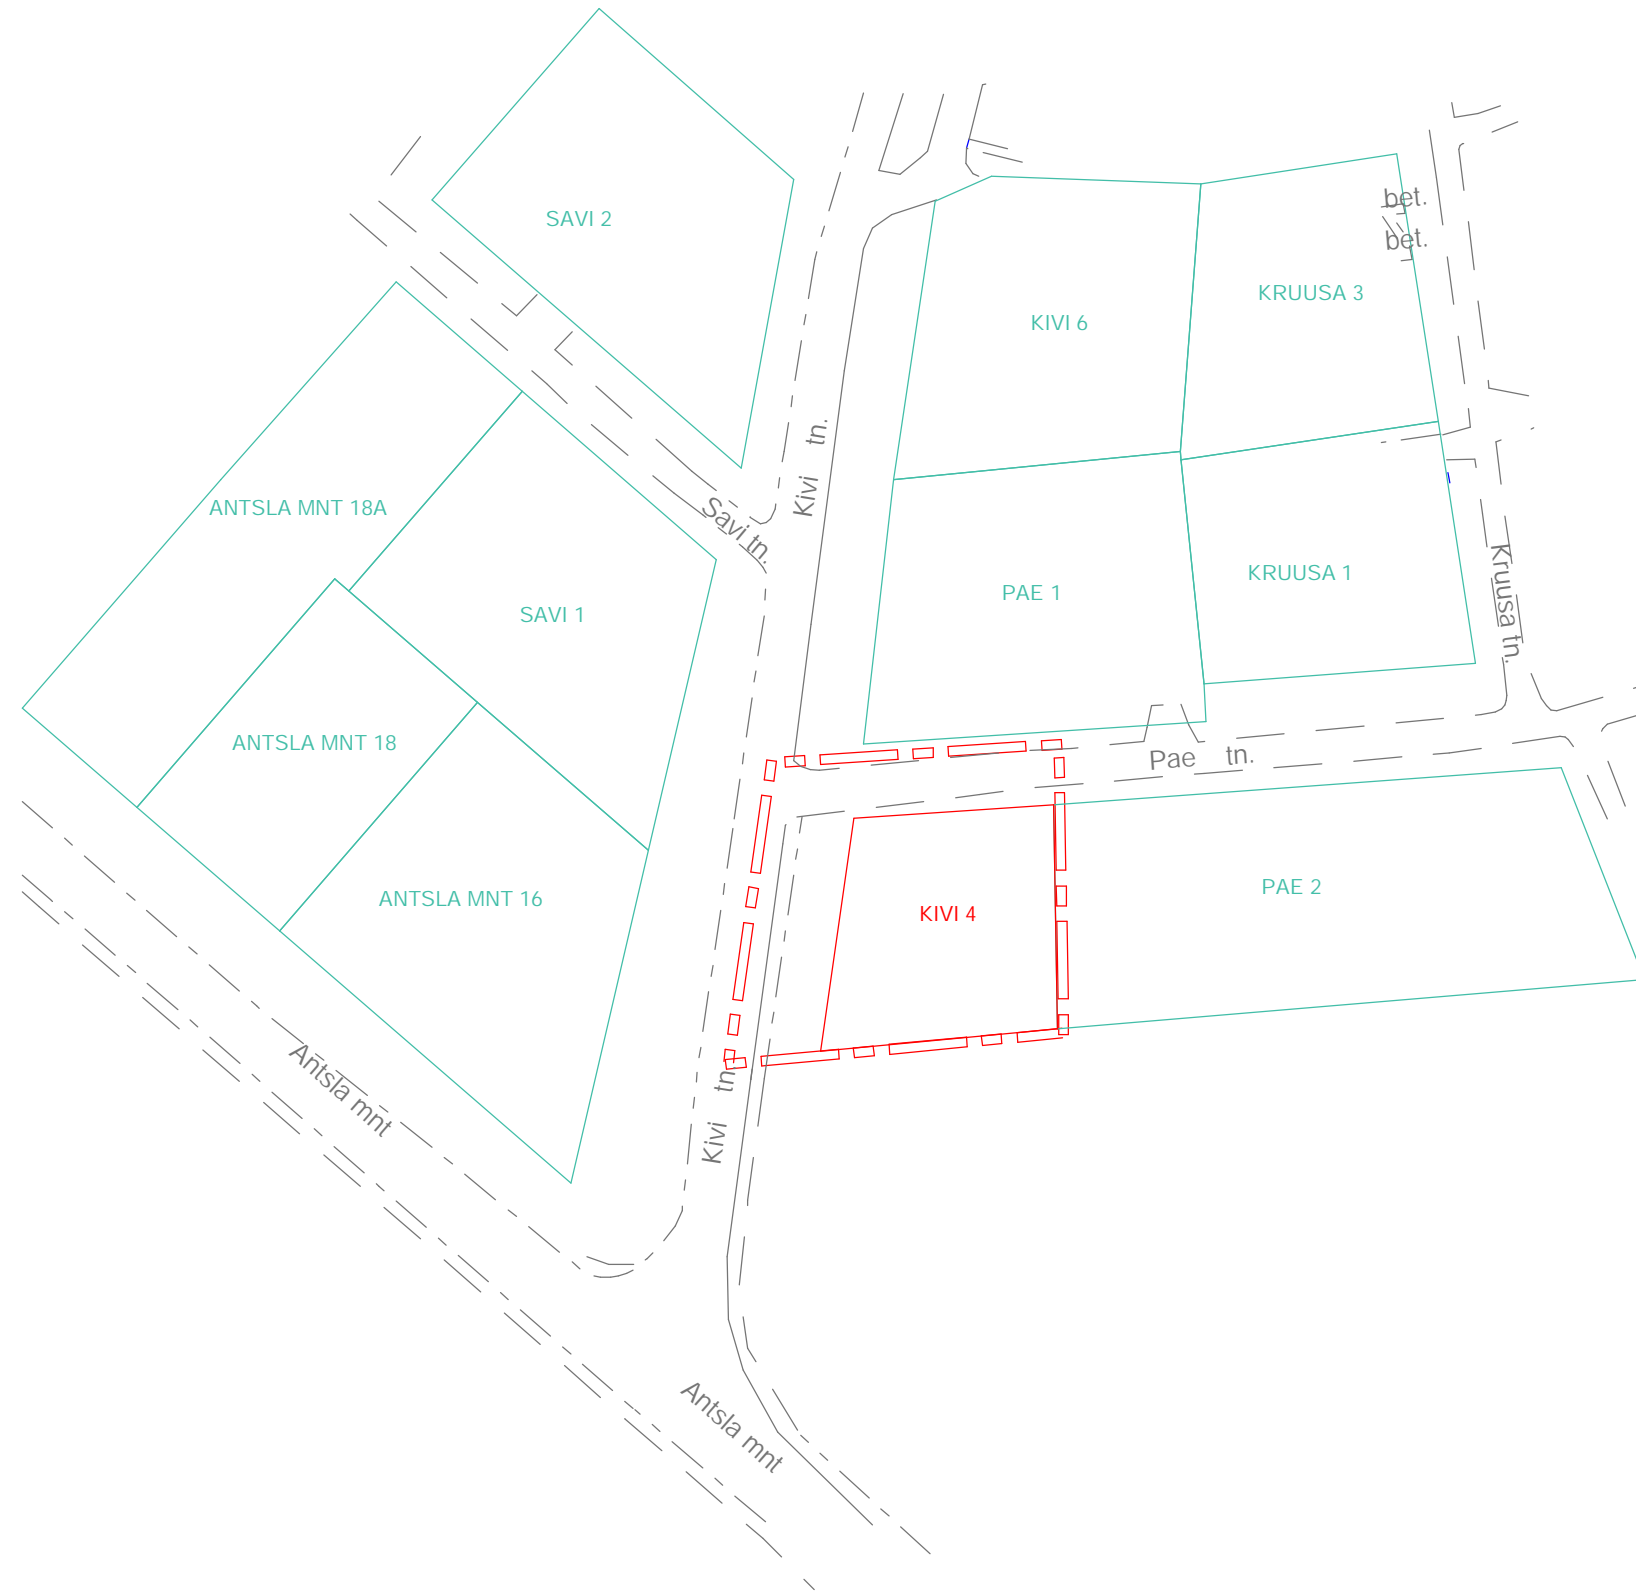 SAVI 2
bet.
bet.
KRUUSA 3
KIVI 6
Kivi tn.
ANTSLA MNT 18A
Savi tn.
KRUUSA 1
Kruusa tn.
PAE 1
SAVI 1
ANTSLA MNT 18
Pae tn.
PAE 2
ANTSLA MNT 16
KIVI 4
Antsla mnt
Kivi tn.
Antsla mnt